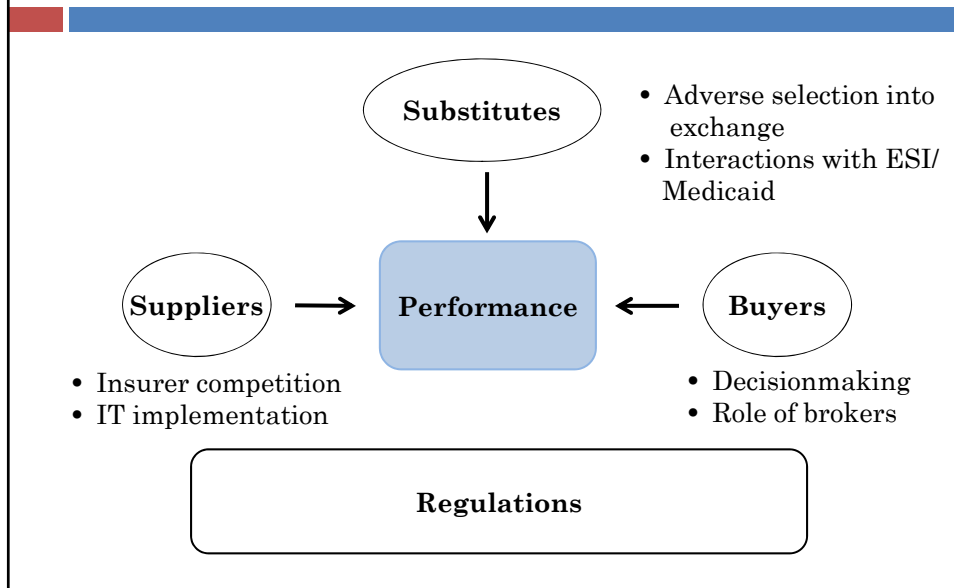 Substitutes
• Adverse selection into
exchange
• Interactions with ESI/
Medicaid
Suppliers
Performance
Buyers
• Insurer competition
• IT implementation
• Decisionmaking
• Role of brokers
Regulations